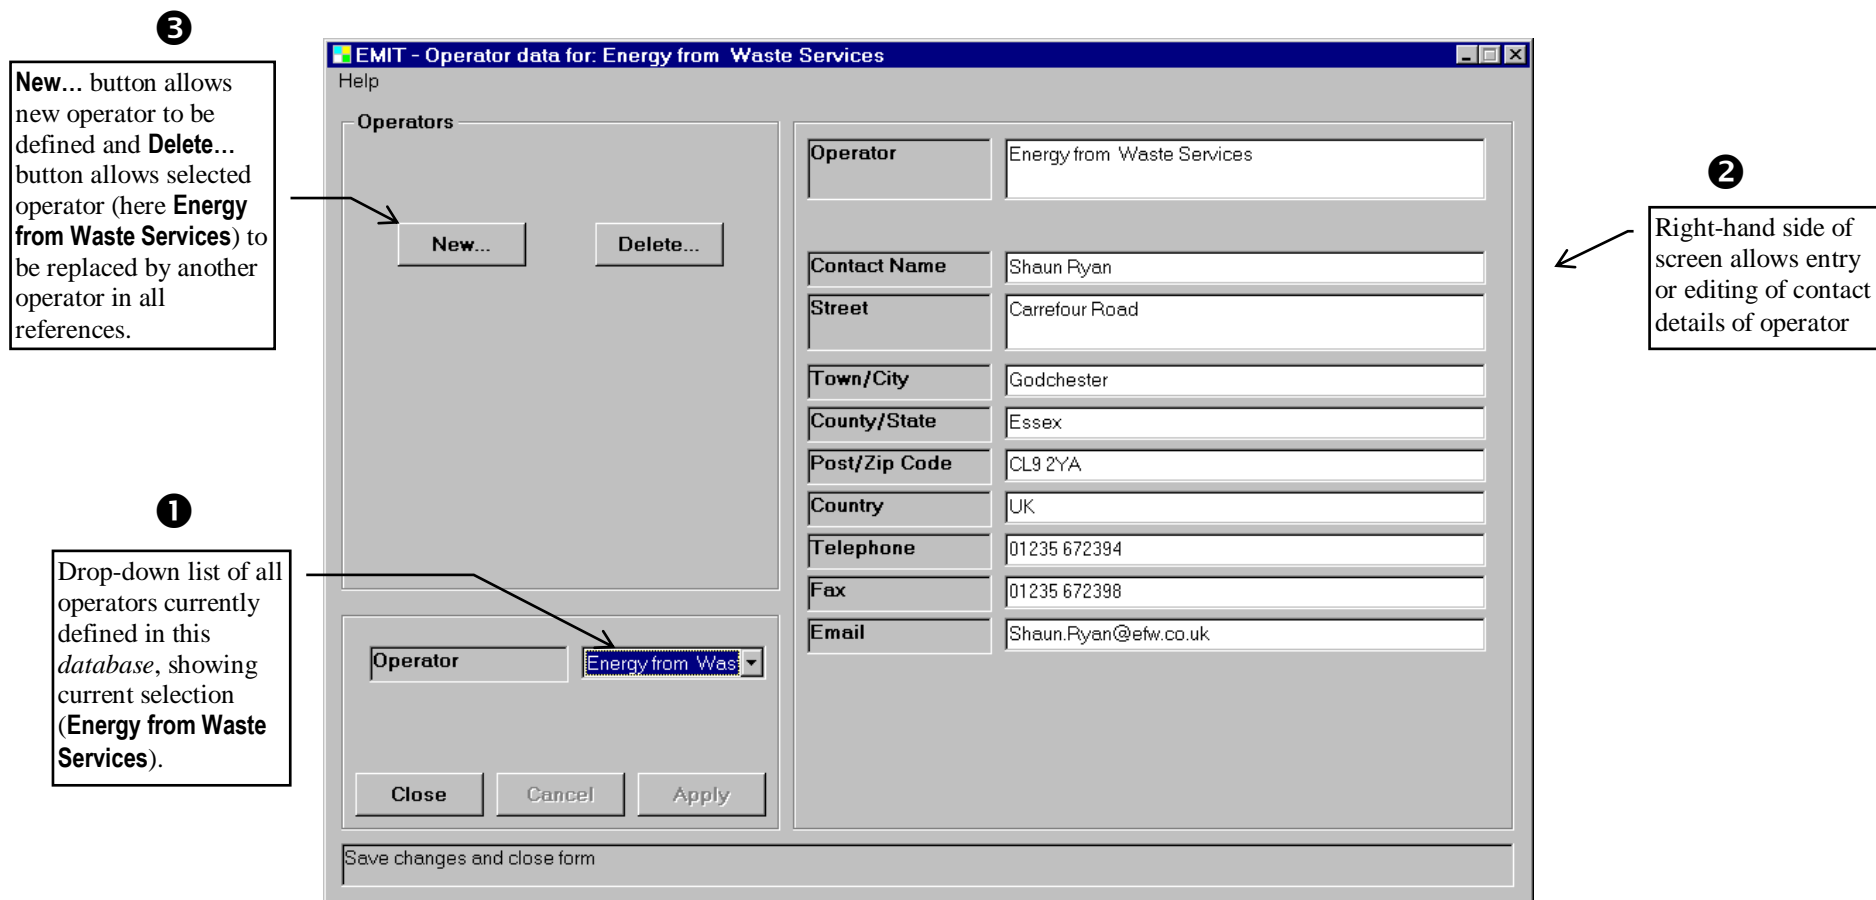 ❸
New... button allows
new operator to be
defined and Delete...
button allows selected
operator (here Energy
from Waste Services) to
be replaced by another
operator in all
references.
❶
Drop-down list of all
operators currently
defined in this
database, showing
current selection
(Energy from Waste
Services).
EMIT - Operator data for: Energy from  Waste Services
Help
Operators
New...
Delete...
Operator
Energy from  Was
Close
Cancel
Apply
Operator
Energy from  Waste Services
Contact Name
Shaun Ryan
Street
Carrefour Road
Town/City
Godchester
County/State
Essex
Post/Zip Code
CL9 2YA
Country
UK
Telephone
01235 672394
Fax
01235 672398
Email
Shaun.Ryan@efw.co.uk
Save changes and close form
❷
Right-hand side of
screen allows entry
or editing of contact
details of operator